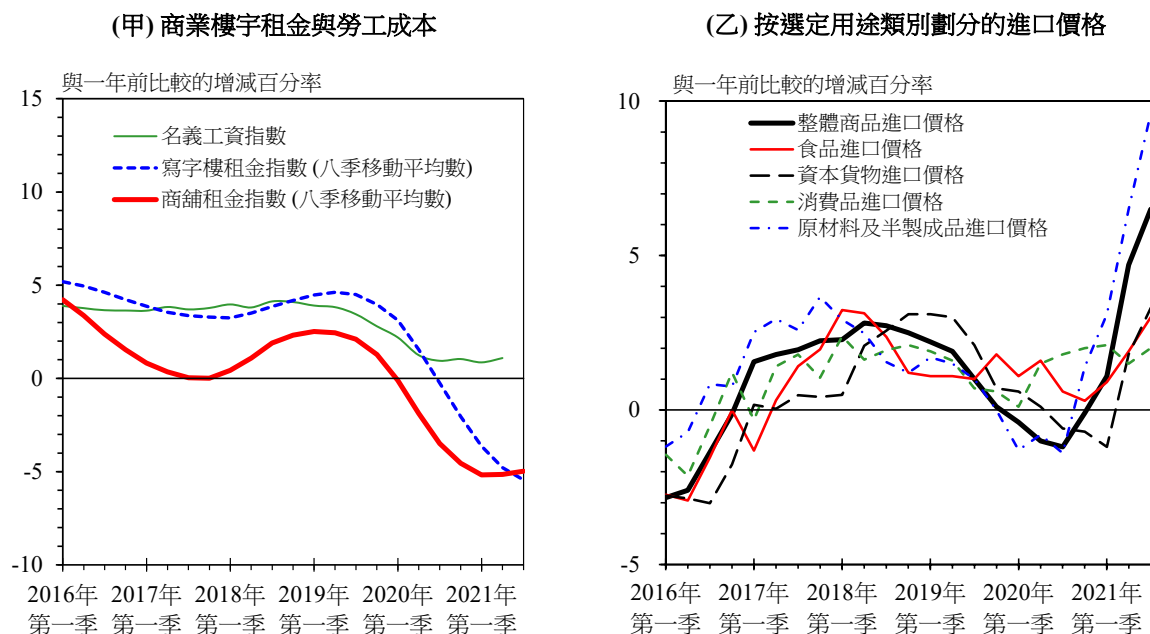 (甲) 商業樓宇租金與勞工成本
與一年前比較的增減百分率
15
10
5
0
-5
-10
名義工資指數
寫字樓租金指數 (八季移動平均數)
商舖租金指數 (八季移動平均數)
2016年 2017年 2018年 2019年 2020年 2021年
第一季 第一季 第一季 第一季 第一季 第一季
(乙) 按選定用途類別劃分的進口價格
與一年前比較的增減百分率
10
5
0
-5
整體商品進口價格
食品進口價格
資本貨物進口價格
消費品進口價格
原材料及半製成品進口價格
2016年 2017年 2018年 2019年 2020年 2021年
第一季 第一季 第一季 第一季 第一季 第一季